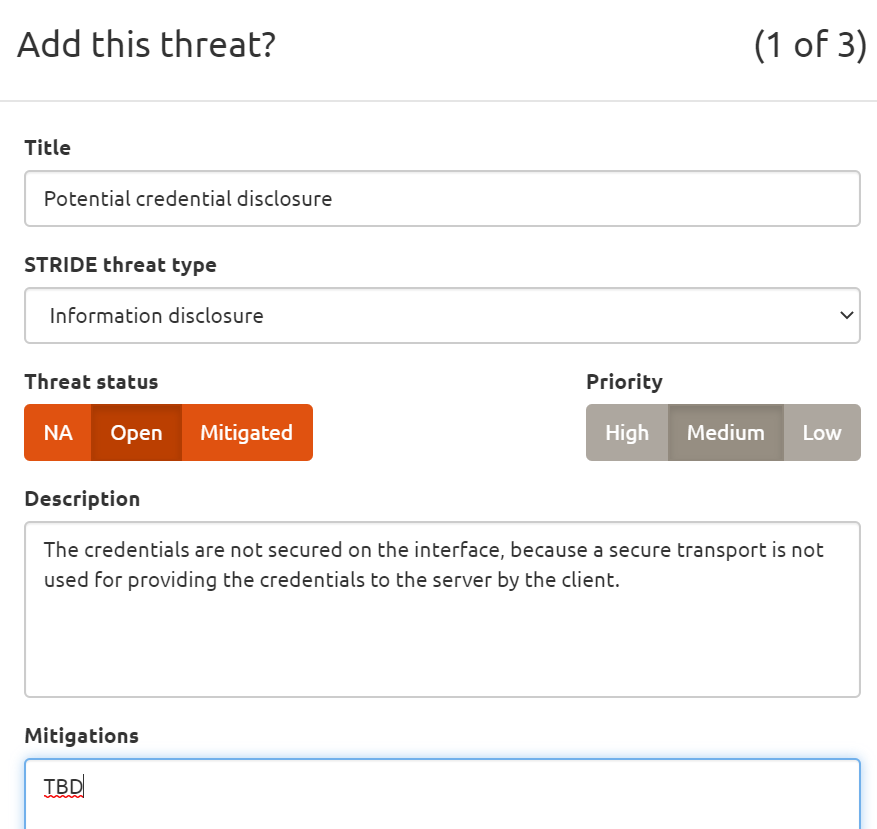 Add this threat? (1 of 3)
Title
Potential credential disclosure
STRIDE threat type
Information disclosure
Threat status Priority
NA Open Mitigated High Medium Low
Description
The credentials are not secured on the interface, because a secure transport is not
used for providing the credentials to the server by the client.
Mitigations
TBD